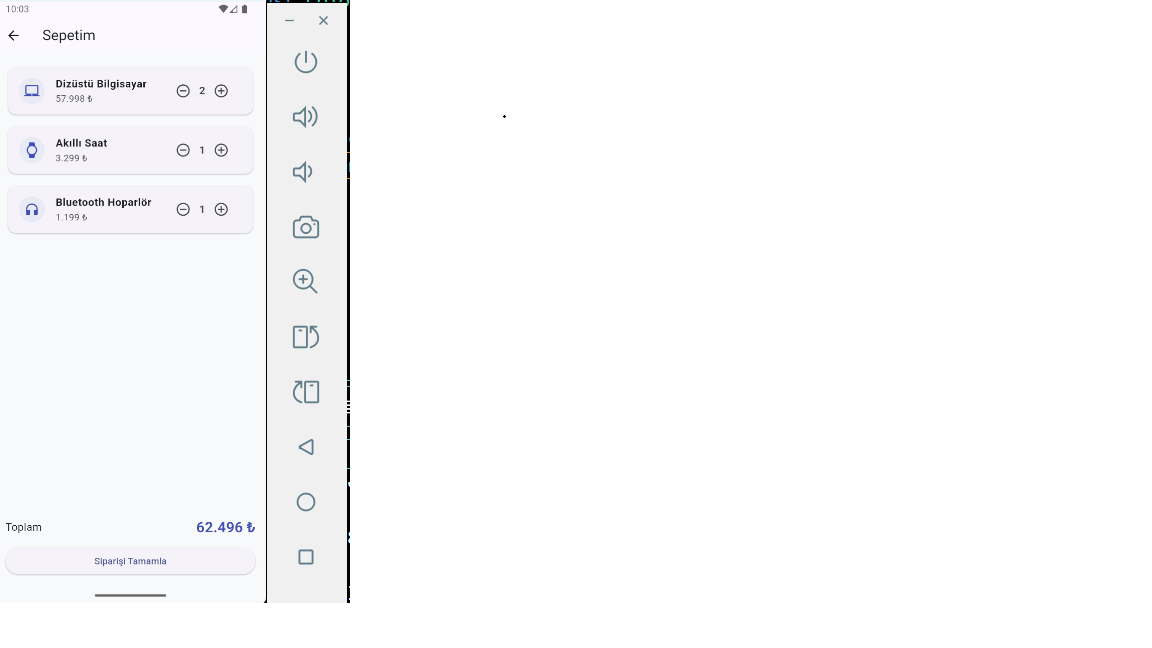 10:03
Sepetim
Dizüstü Bilgisayar
57.998 ₺
2
Akıllı Saat
3.299 ₺
1
Bluetooth Hoparlör
1.199 ₺
1
Toplam
62.496 ₺
Siparişi Tamamla